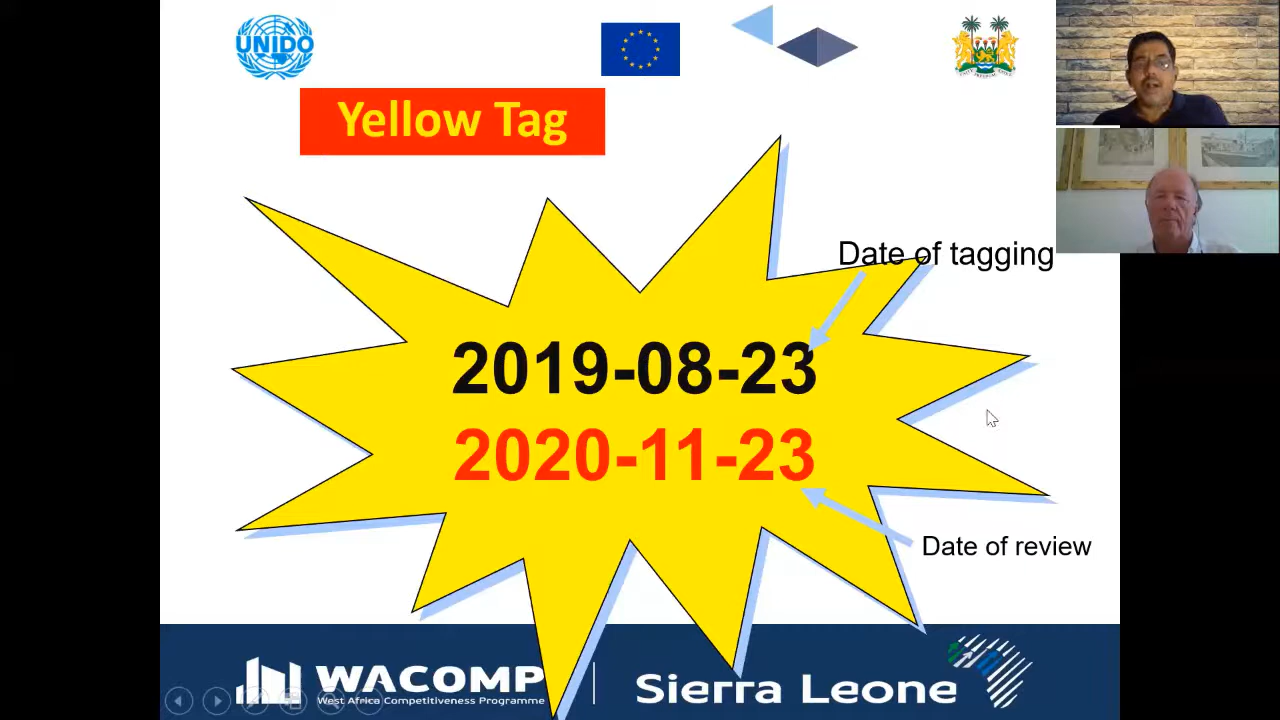 UNIDO
Yellow Tag
Date of tagging
2019-08-23
2020-11-23
Date of review
WACOMP
West Africa Competitiveness Programme
Sierra Leone